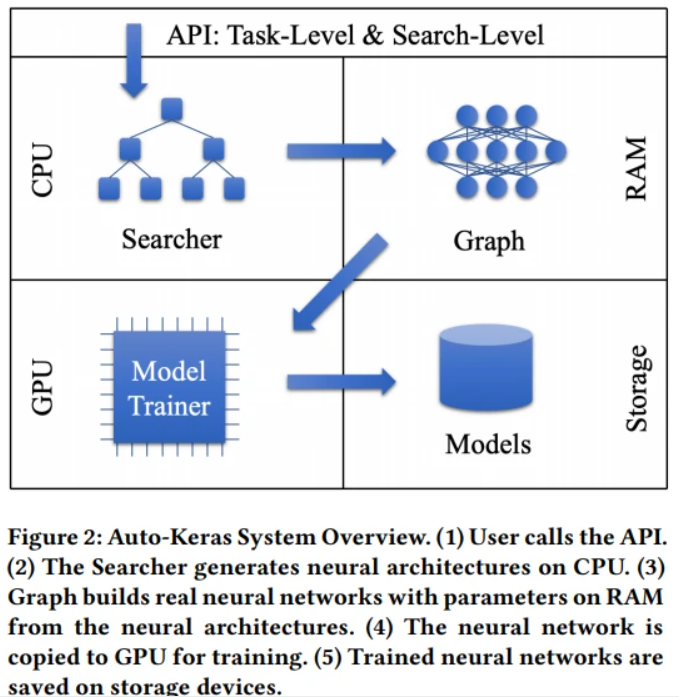 API: Task-Level & Search-Level
CPU
Searcher
Graph
RAM
GPU
Model
Trainer
Models
Storage
Figure 2: Auto-Keras System Overview. (1) User calls the API.
(2) The Searcher generates neural architectures on CPU. (3)
Graph builds real neural networks with parameters on RAM
from the neural architectures. (4) The neural network is
copied to GPU for training. (5) Trained neural networks are
saved on storage devices.